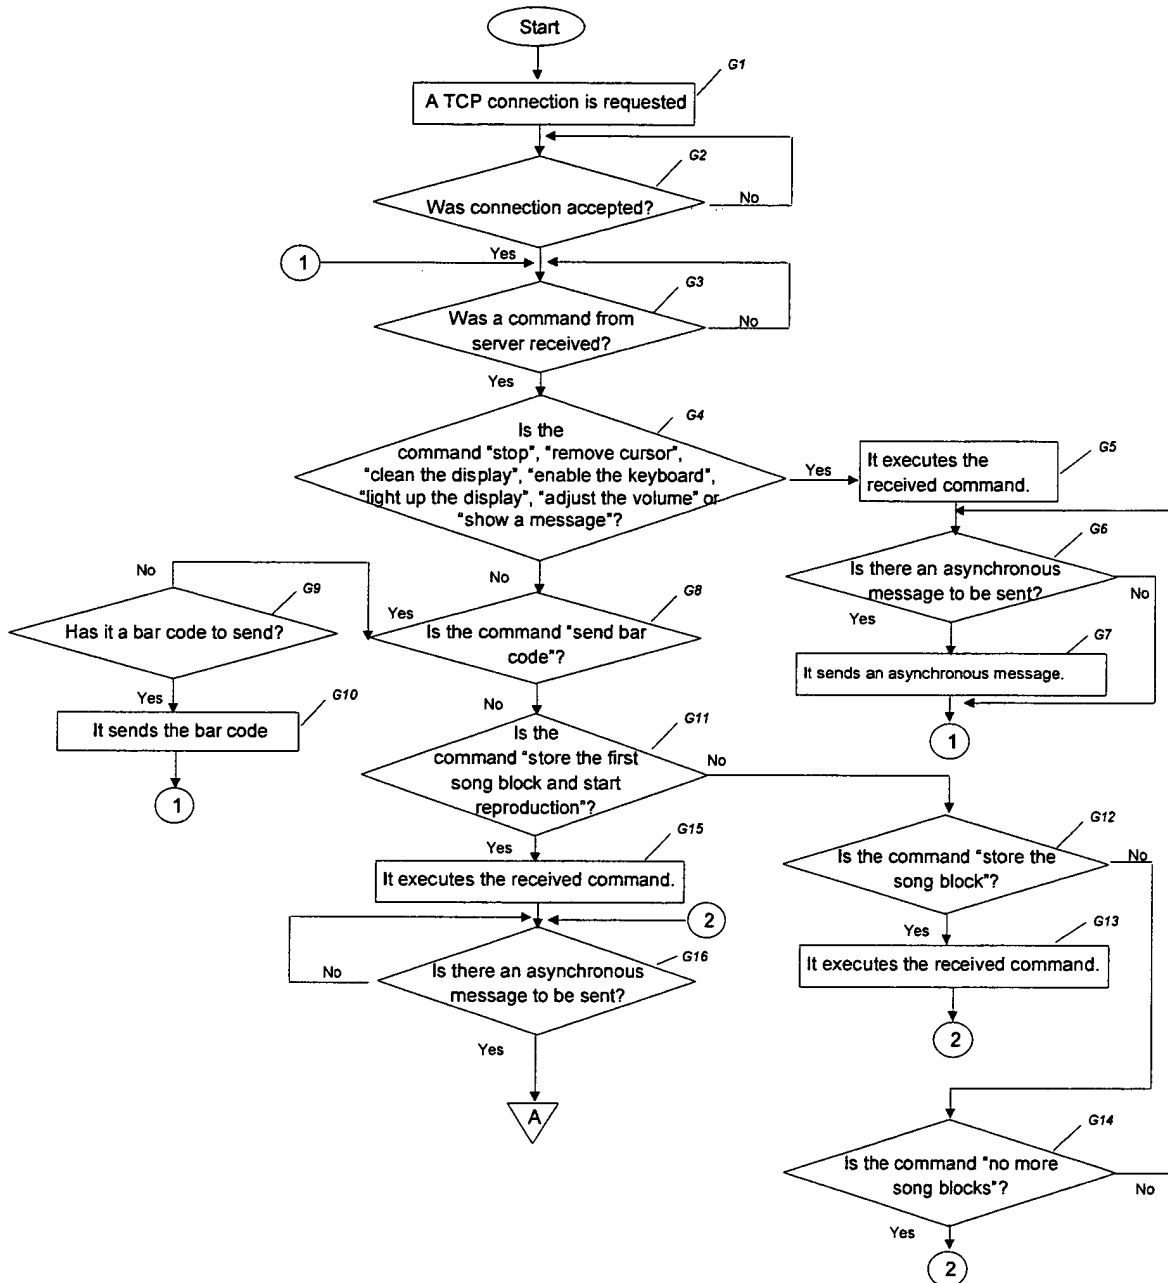 Start
G1
A TCP connection is requested
G2
Was connection accepted?
No
Yes
1
G3
Was a command from
server received?
No
Yes
G4
Is the
command "stop", "remove cursor",
"clean the display", "enable the keyboard",
"light up the display", "adjust the volume" or
"show a message"?
Yes
G5
It executes the
received command.
G6
Is there an asynchronous
message to be sent?
No
Yes
G7
It sends an asynchronous message.
1
No
G8
Is the command "send bar
code"?
Yes
No
G9
Has it a bar code to send?
Yes
G10
It sends the bar code
1
No
G11
Is the
command "store the first
song block and start
reproduction"?
No
Yes
G15
It executes the received command.
2
G16
Is there an asynchronous
message to be sent?
No
Yes
A
G12
Is the command "store the
song block"?
No
Yes
G13
It executes the received command.
2
G14
Is the command "no more
song blocks"?
No
Yes
2